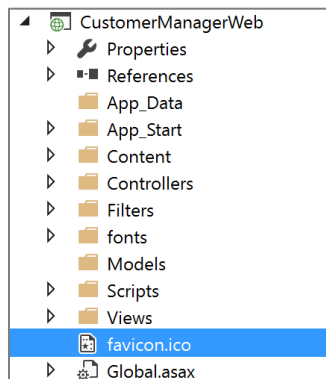 CustomerManagerWeb
Properties
References
App_Data
App_Start
Content
Controllers
Filters
fonts
Models
Scripts
Views
favicon.ico
Global.asax